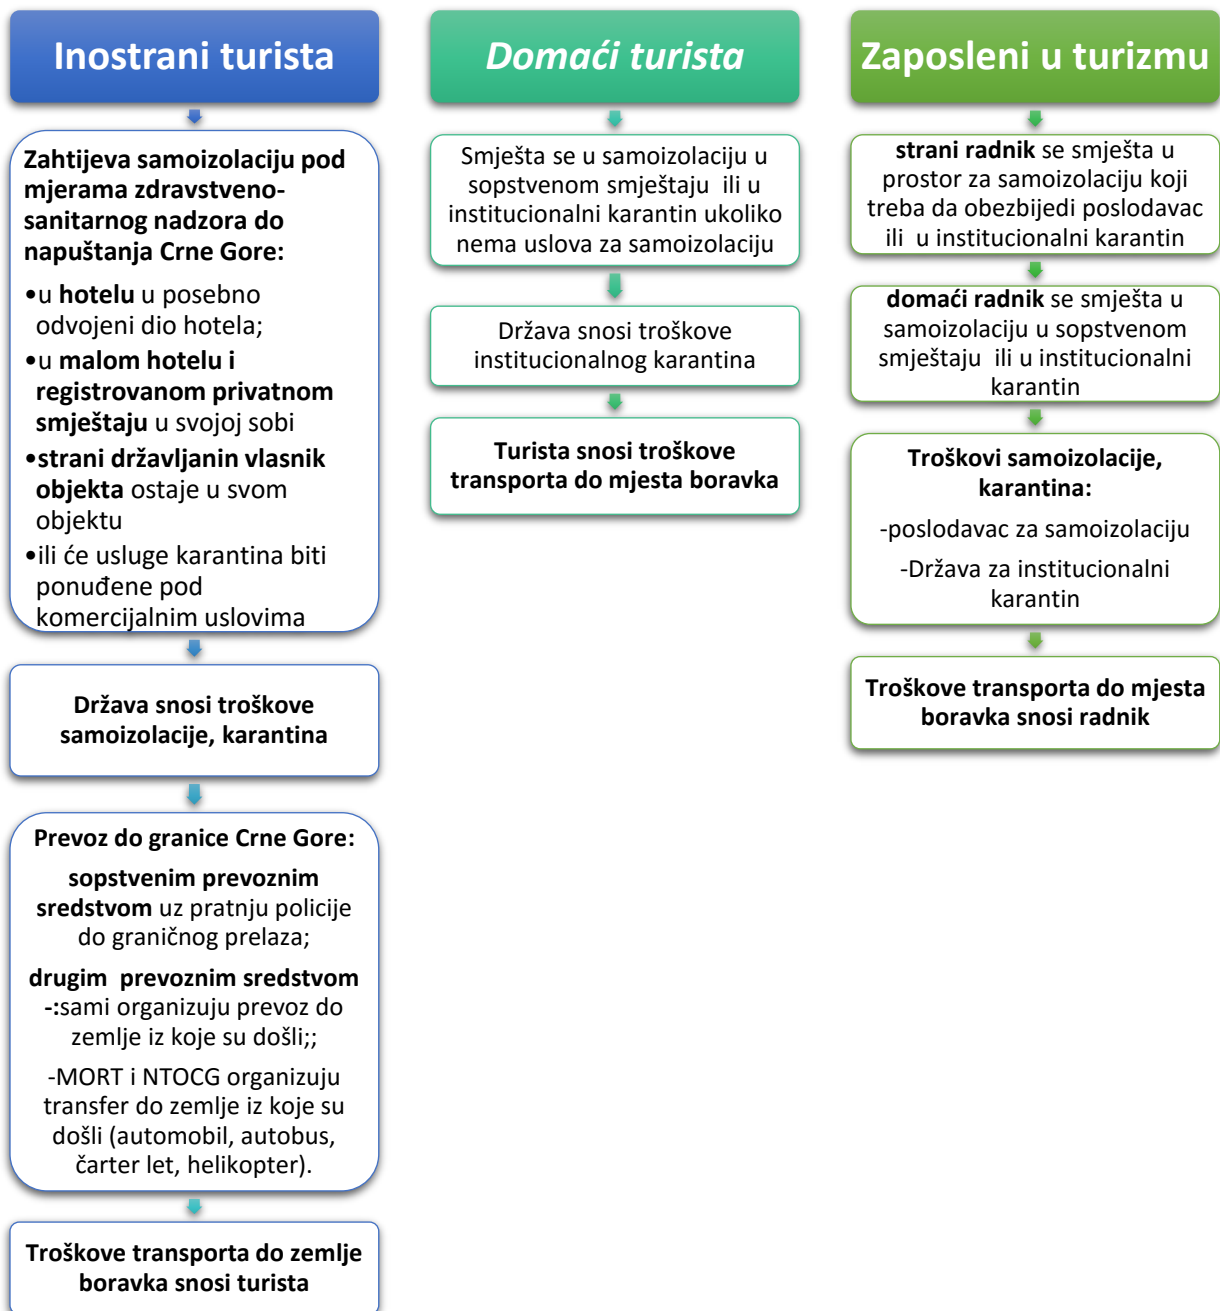 Inostrani turista
Zahtijeva samoizolaciju pod
mjerama zdravstveno-
sanitarnog nadzora do
napuštanja Crne Gore:
•u hotelu u posebno
odvojeni dio hotela;
•u malom hotelu i
registrovanom privatnom
smještaju u svojoj sobi
•strani državljanin vlasnik
objekta ostaje u svom
objektu
•ili će usluge karantina biti
ponuđene pod
komercijalnim uslovima
Država snosi troškove
samoizolacije, karantina
Prevoz do granice Crne Gore:
sopstvenim prevoznim
sredstvom uz pratnju policije
do graničnog prelaza;
drugim  prevoznim sredstvom
-:sami organizuju prevoz do
zemlje iz koje su došli;;
-MORT i NTOCG organizuju
transfer do zemlje iz koje su
došli (automobil, autobus,
čarter let, helikopter).
Troškove transporta do zemlje
boravka snosi turista
Domaći turista
Smješta se u samoizolaciju u
sopstvenom smještaju  ili u
institucionalni karantin ukoliko
nema uslova za samoizolaciju
Država snosi troškove
institucionalnog karantina
Turista snosi troškove
transporta do mjesta boravka
Zaposleni u turizmu
strani radnik se smješta u
prostor za samoizolaciju koji
treba da obezbijedi poslodavac
ili  u institucionalni karantin
domaći radnik se smješta u
samoizolaciju u sopstvenom
smještaju  ili u institucionalni
karantin
Troškovi samoizolacije,
karantina:
-poslodavac za samoizolaciju
-Država za institucionalni
karantin
Troškove transporta do mjesta
boravka snosi radnik